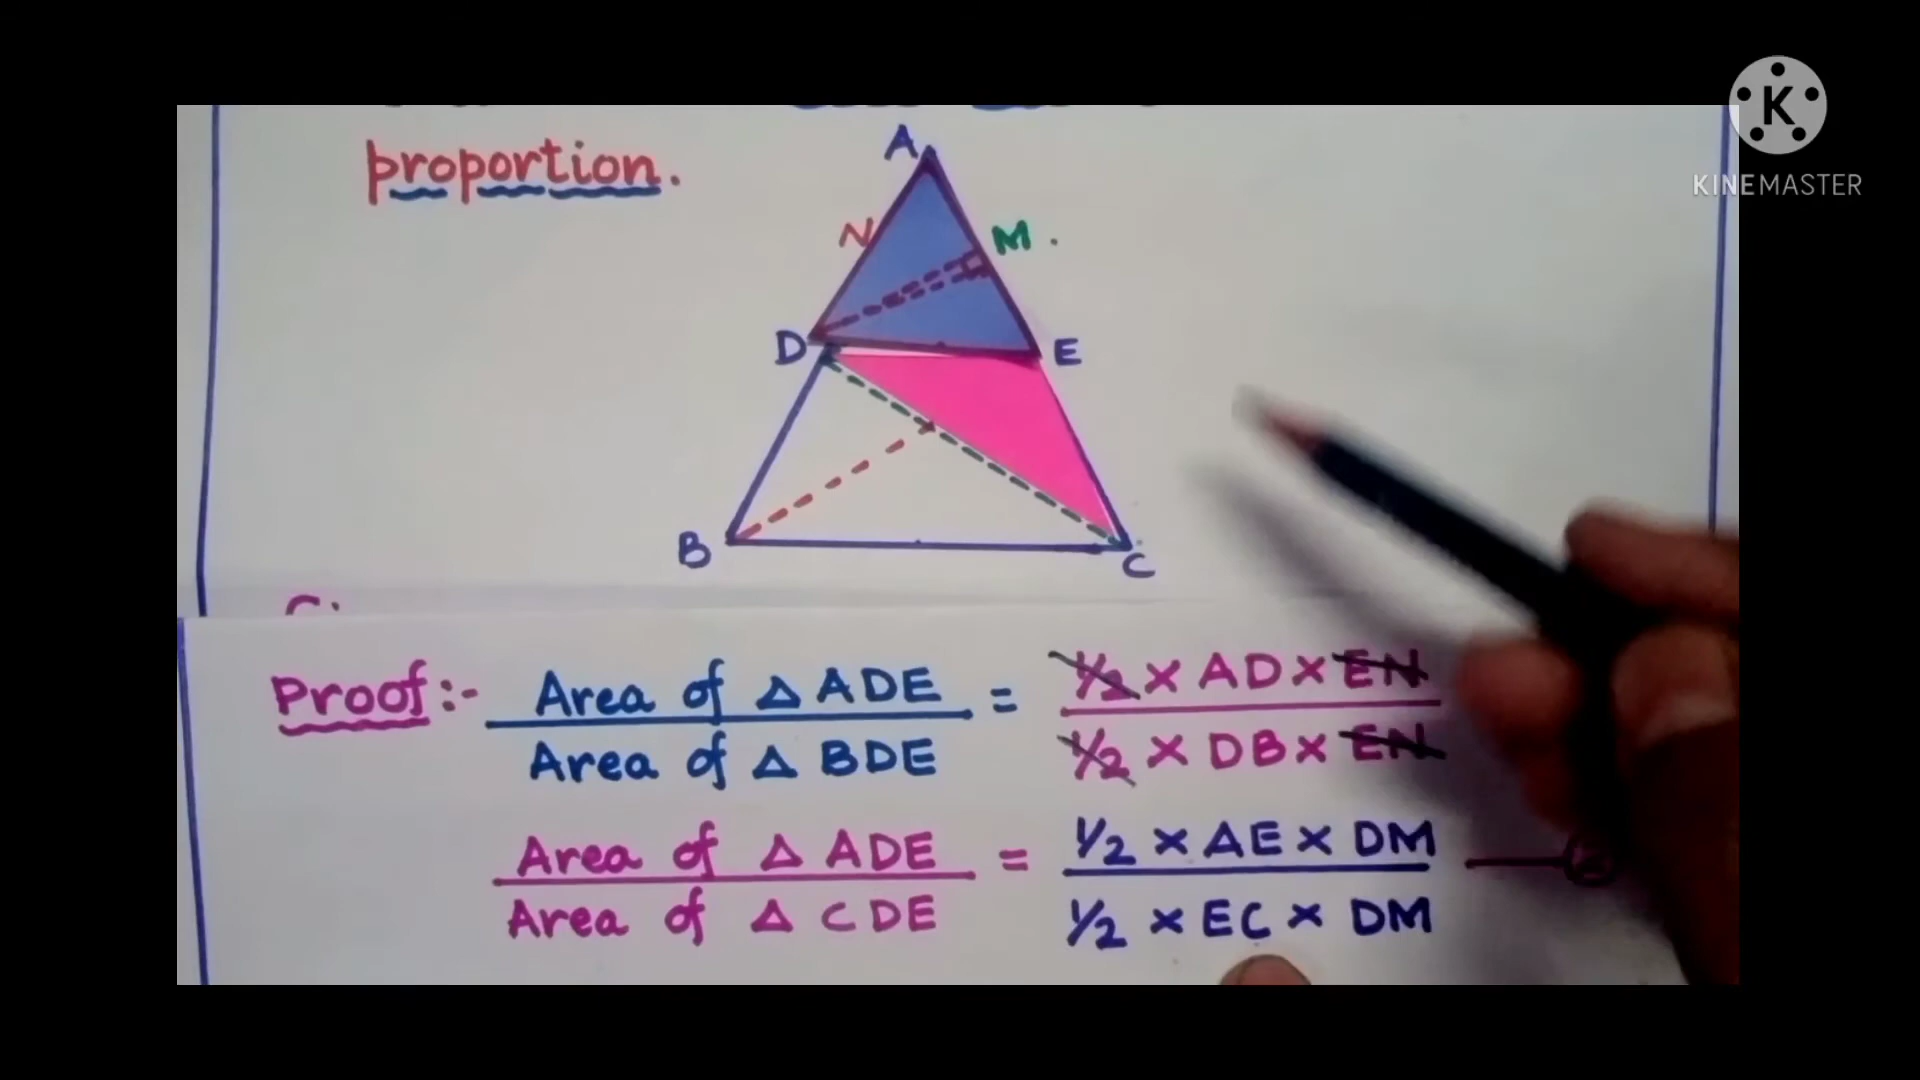 proportion.
A
N
M.
D
E
B
C
Proof:- Area of △ ADE = 1/2 × AD × EN
Area of △ BDE 1/2 × DB × EN
Area of △ ADE = 1/2 × AE × DM
Area of △ CDE 1/2 × EC × DM
K
KINEMASTER